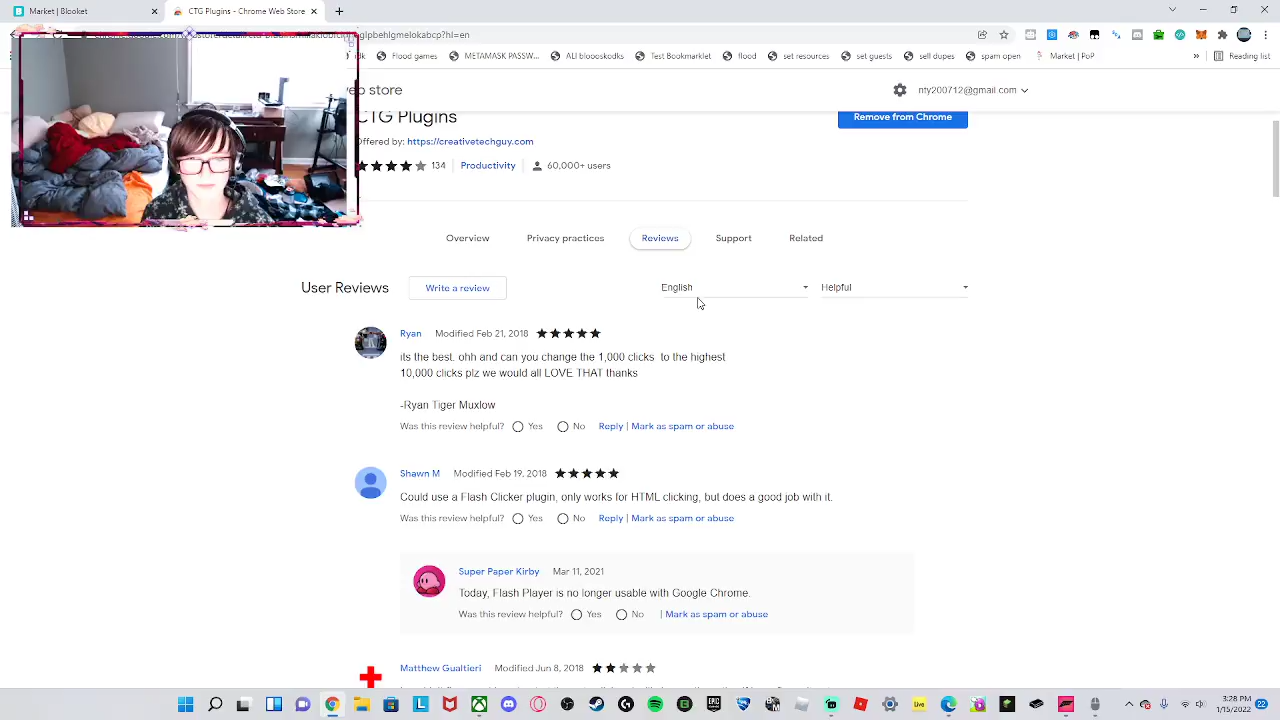 Market | Blooket
CTG Plugins - Chrome Web Store
Flood games
METAMASK PASSW...
ALL bloooskodks
Test Bookmarklet
flood
set resources
set guests
sell dupes
spam open
Market | PoP
»
Reading list
eb store
nty200712@gmail.com
CTG Plugins
Remove from Chrome
ffered by: https://creativetechguy.com
134
Productivity
60,000+ users
Overview
Privacy practices
Reviews
Support
Related
User Reviews
Write a review
English
Helpful
Ryan Modified Feb 21, 2018
its the best. ohh and can you change the 1,000 clicks to the highest
10,000 clicks plz we would all LOVE THAT thanks
-Ryan Tiger Muxlow
Was this review helpful? Yes No Reply | Mark as spam or abuse
Shawn M Modified Feb 19, 2018
Could use a Flash Clicker plugin, only works for HTML clicking, but does a good job with it.
Was this review helpful? Yes No Reply | Mark as spam or abuse
Super Paper Kirby Mar 11, 2021
Today, Flash Player is no longer usable with Google Chrome.
Was this review helpful? Yes No | Mark as spam or abuse
Matthew Gualtieri Modified Jun 8, 2018
1/15/2022